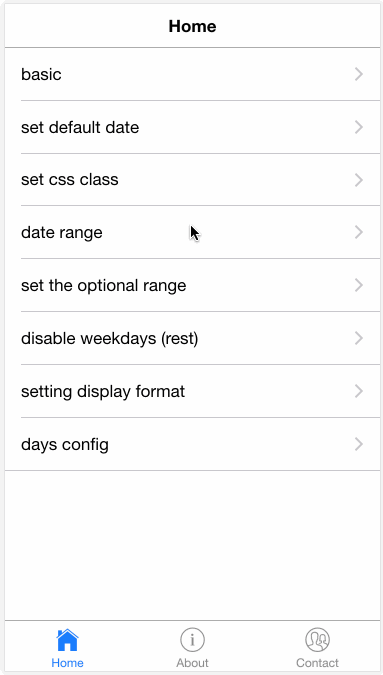 Home
basic
set default date
set css class
date range
set the optional range
disable weekdays (rest)
setting display format
days config
Home
About
Contact